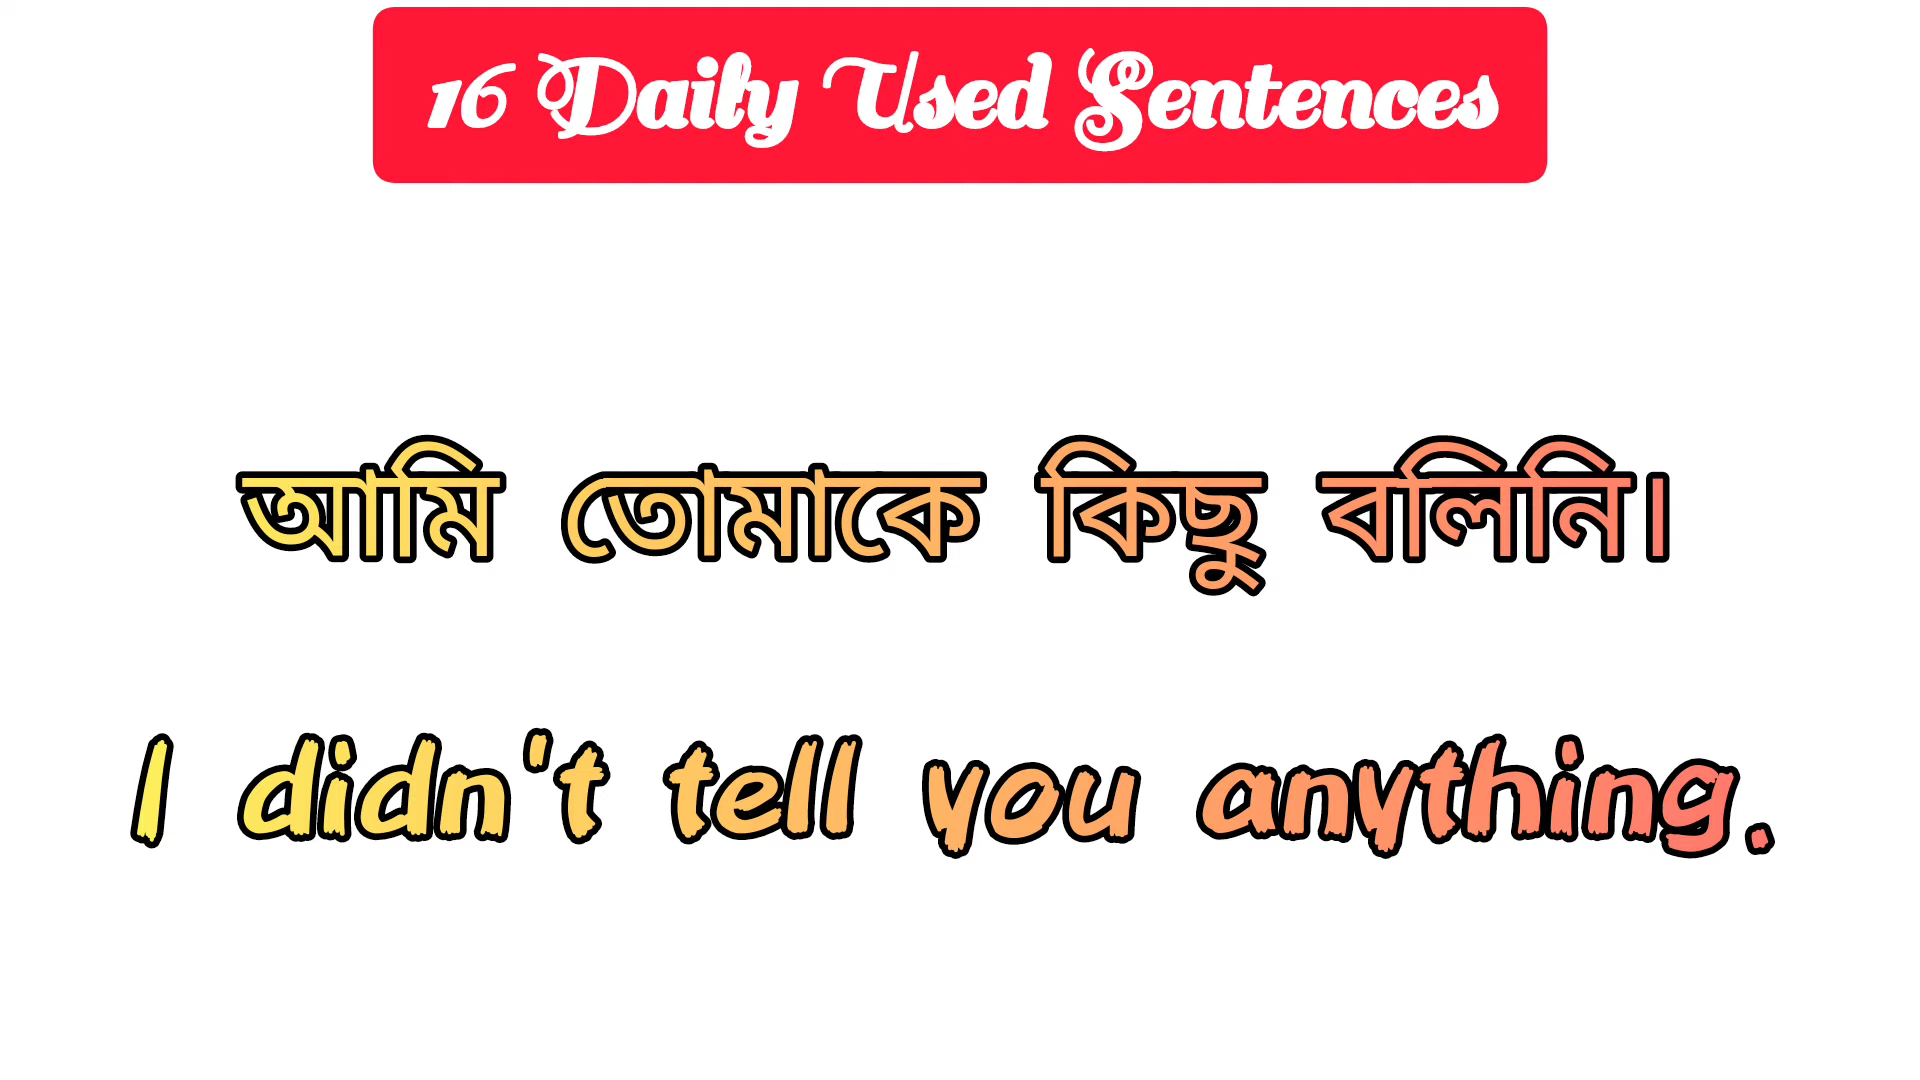 16 Daily Used Sentences
আমি তোমাকে কিছু বলিনি।
I didn't tell you anything.